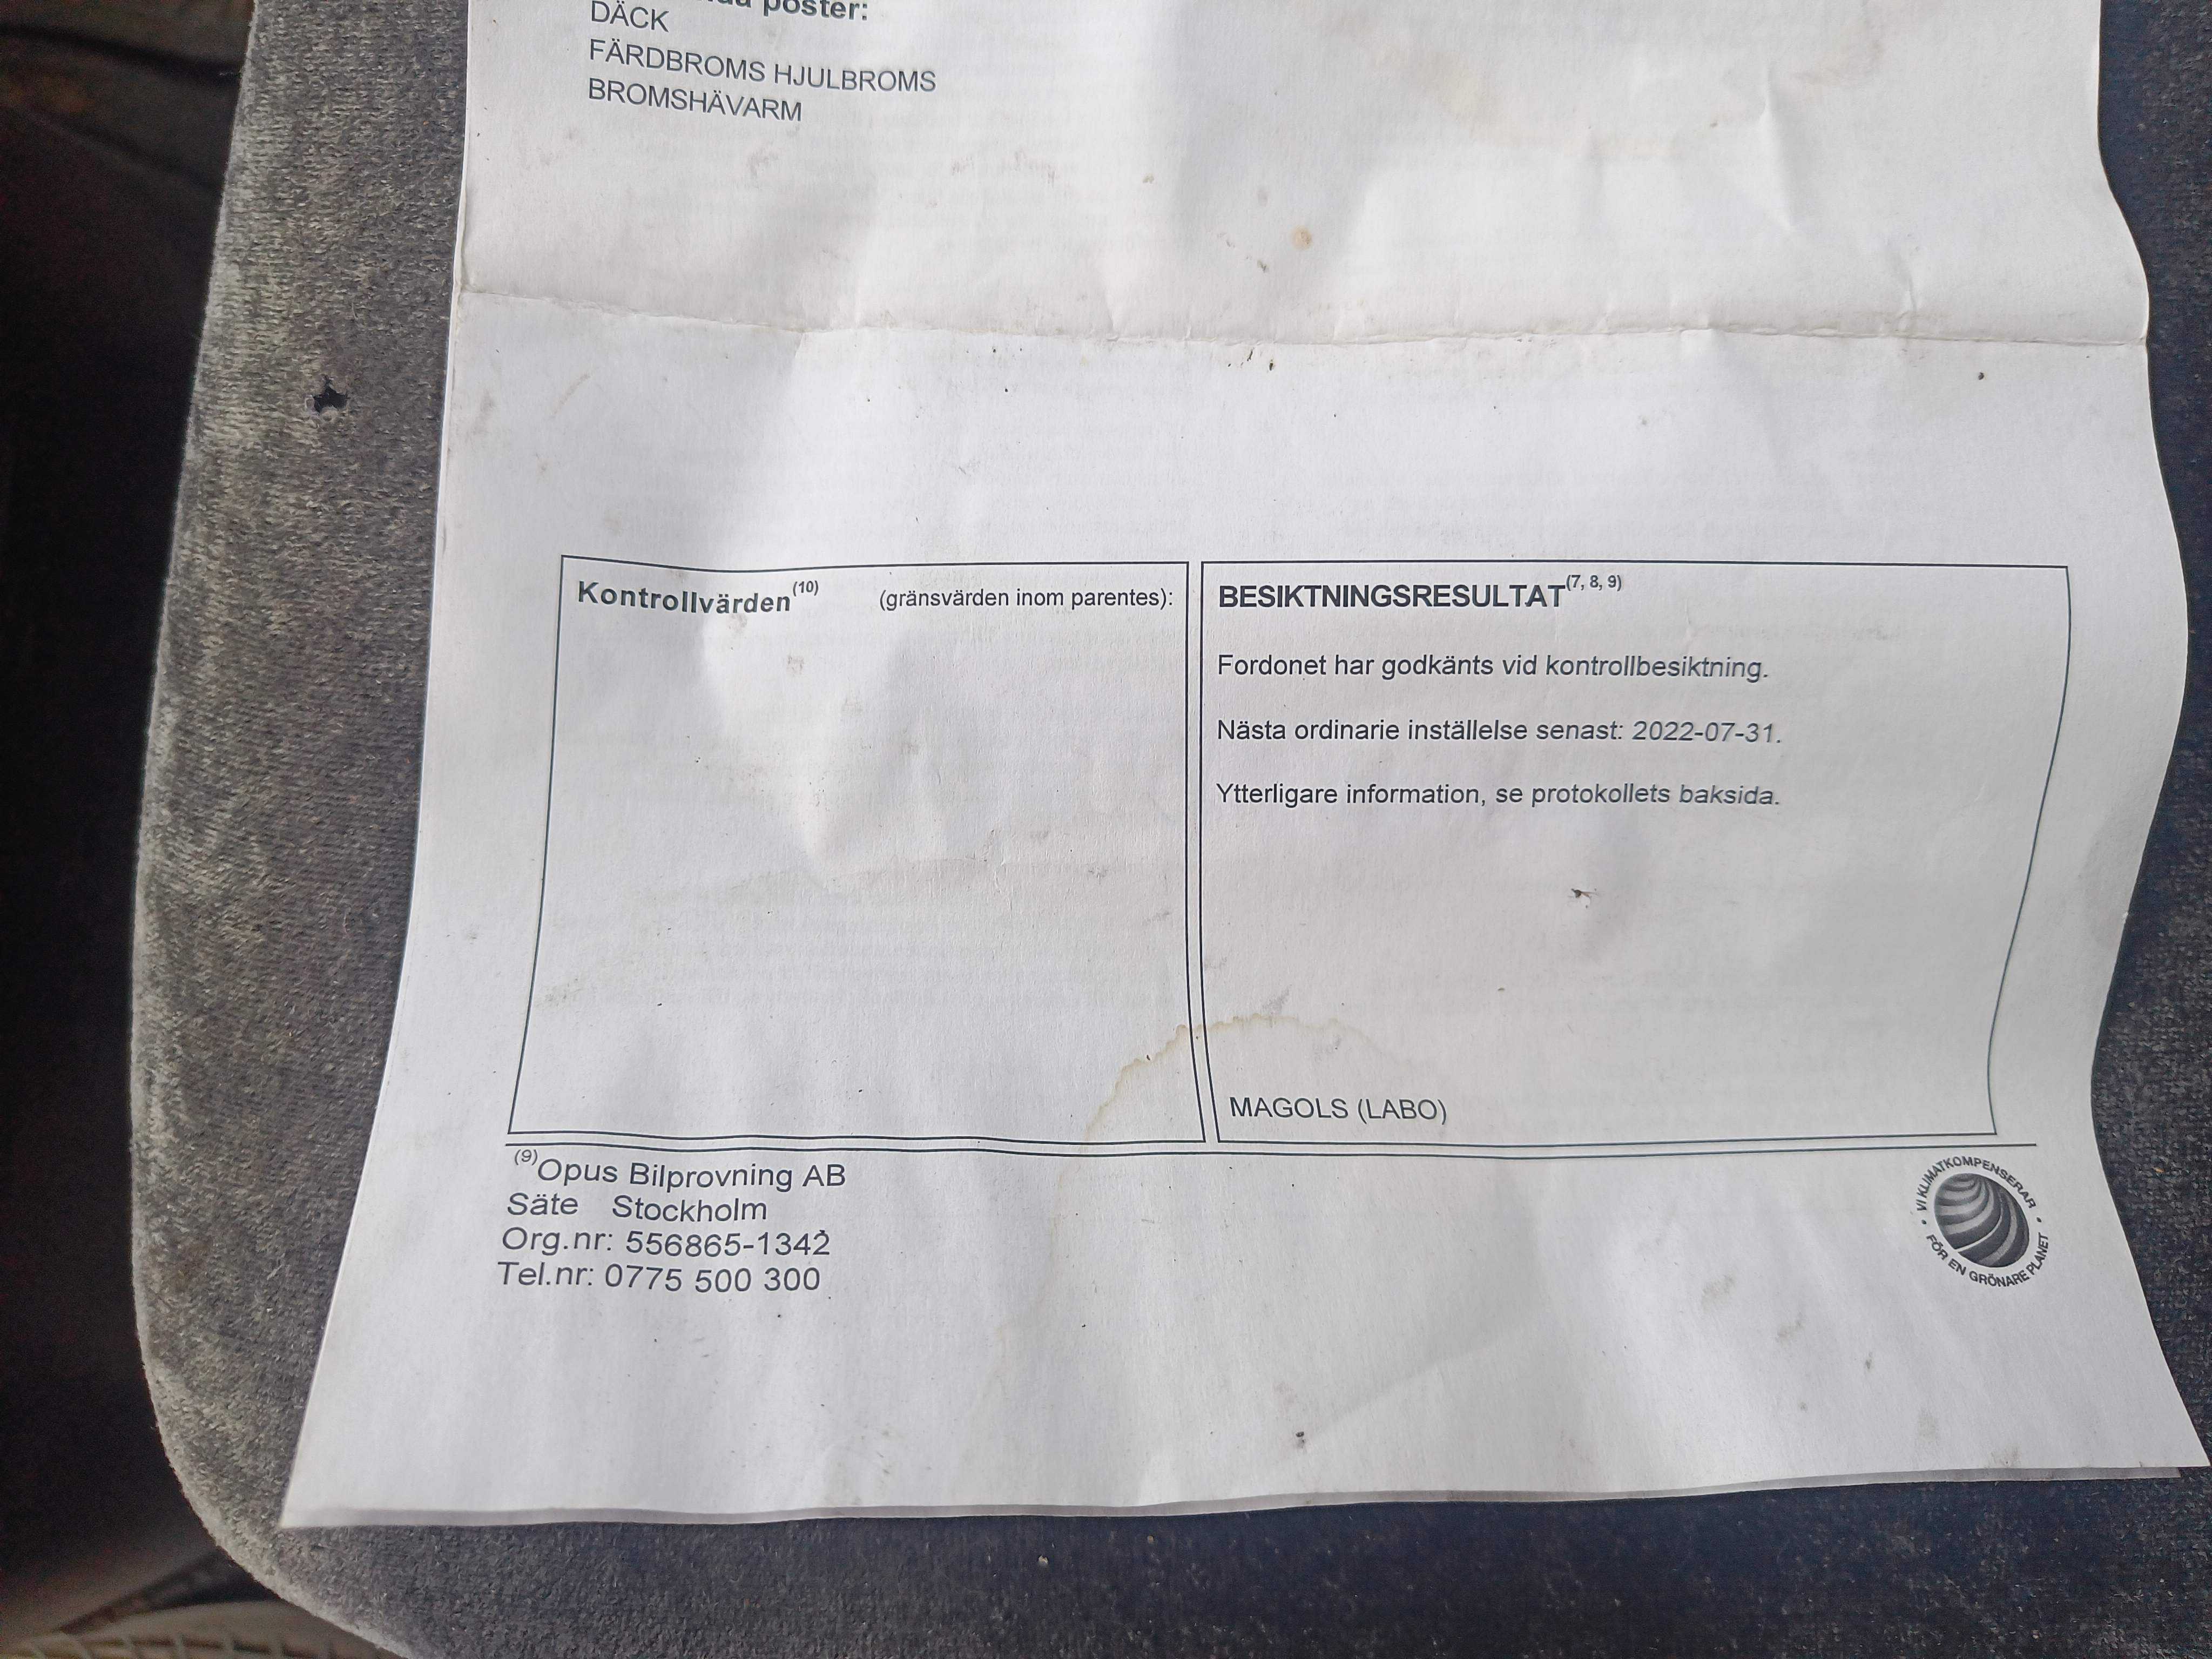 poster:
DÄCK
FÄRDBROMS HJULBROMS
BROMSHÄVARM
Kontrollvärden(10) (gränsvärden inom parentes):
BESIKTNINGSRESULTAT(7, 8, 9)
Fordonet har godkänts vid kontrollbesiktning.
Nästa ordinarie inställelse senast: 2022-07-31.
Ytterligare information, se protokollets baksida.
MAGOLS (LABO)
(9)Opus Bilprovning AB
Säte Stockholm
Org.nr: 556865-1342
Tel.nr: 0775 500 300
• VI KLIMATKOMPENSERAR •
FÖR EN GRÖNARE PLANET